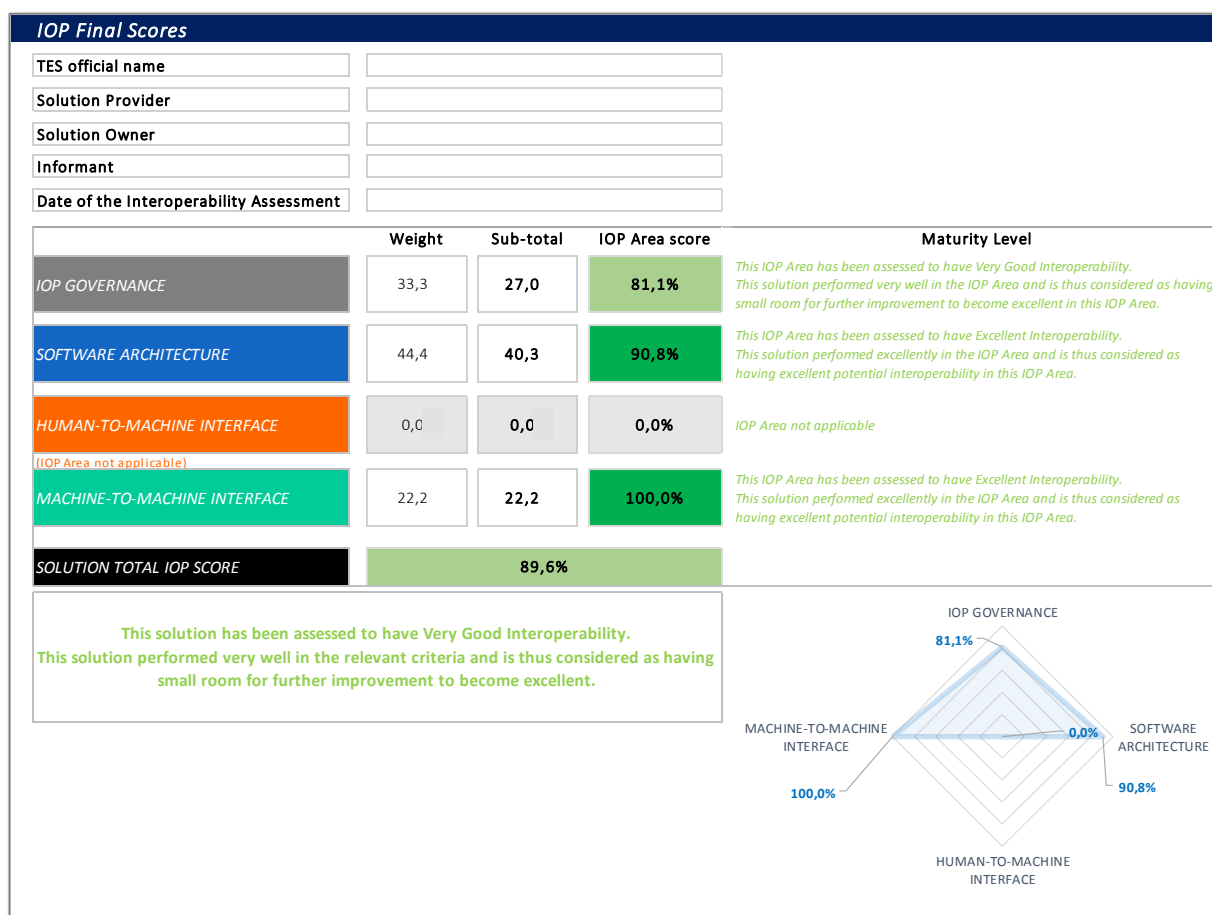 IOP Final Scores
TES official name
Solution Provider
Solution Owner
Informant
Date of the Interoperability Assessment
Weight Sub-total IOP Area score Maturity Level
IOP GOVERNANCE 33,3 27,0 81,1%
This IOP Area has been assessed to have Very Good Interoperability.
This solution performed very well in the IOP Area and is thus considered as having
small room for further improvement to become excellent in this IOP Area.
SOFTWARE ARCHITECTURE 44,4 40,3 90,8%
This IOP Area has been assessed to have Excellent Interoperability.
This solution performed excellently in the IOP Area and is thus considered as
having excellent potential interoperability in this IOP Area.
HUMAN-TO-MACHINE INTERFACE 0,0 0,0 0,0% IOP Area not applicable
(IOP Area not applicable)
MACHINE-TO-MACHINE INTERFACE 22,2 22,2 100,0%
This IOP Area has been assessed to have Excellent Interoperability.
This solution performed excellently in the IOP Area and is thus considered as
having excellent potential interoperability in this IOP Area.
SOLUTION TOTAL IOP SCORE 89,6%
This solution has been assessed to have Very Good Interoperability.
This solution performed very well in the relevant criteria and is thus considered as having
small room for further improvement to become excellent.
IOP GOVERNANCE
81,1%
MACHINE-TO-MACHINE
INTERFACE
0,0%
SOFTWARE
ARCHITECTURE
100,0%
90,8%
HUMAN-TO-MACHINE
INTERFACE